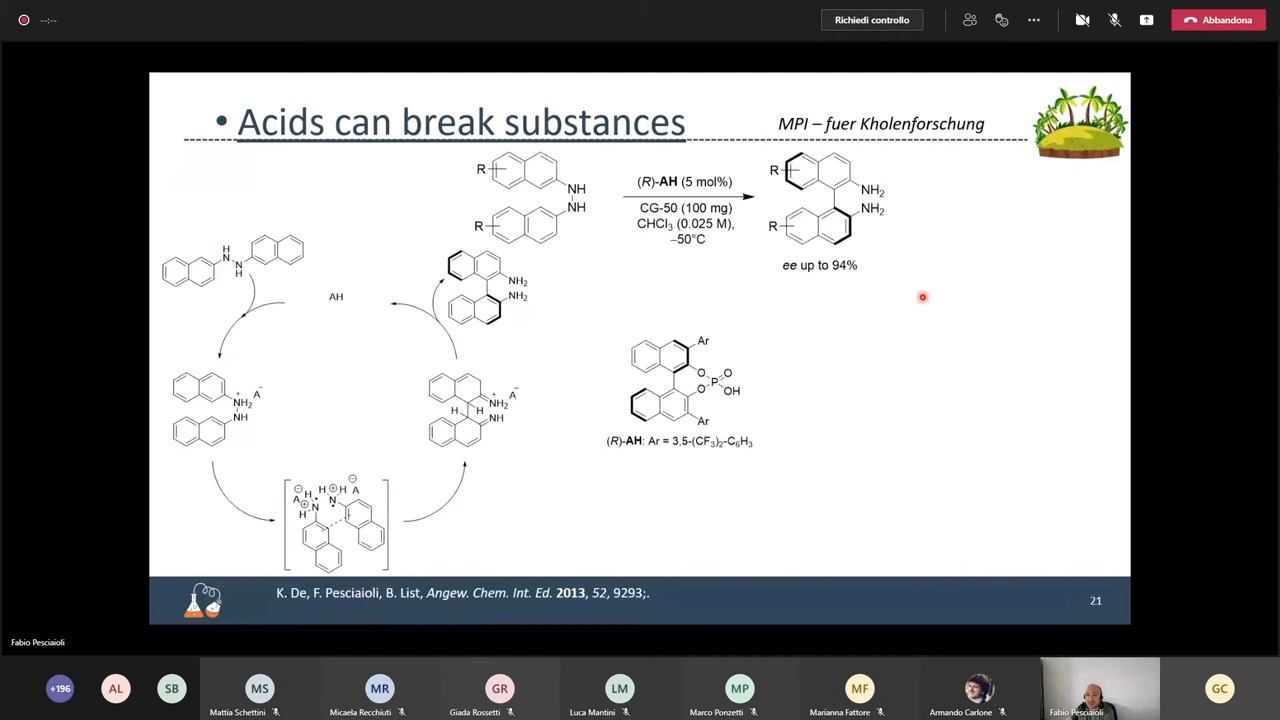 --:--
Richiedi controllo
Abbandona
• Acids can break substances
MPI – fuer Kholenforschung
R
NH
NH
R
(R)-AH (5 mol%)
CG-50 (100 mg)
CHCl3 (0.025 M),
–50°C
R
NH2
NH2
R
ee up to 94%
H
N
N
H
AH
NH2
NH2
+
NH2
A−
NH
H
H
+
NH2
A−
NH
A
H
N
H
H
H
N
A
Ar
O
O
P
O
OH
Ar
(R)-AH: Ar = 3,5-(CF3)2-C6H3
K. De, F. Pesciaioli, B. List, Angew. Chem. Int. Ed. 2013, 52, 9293;.
21
Fabio Pesciaioli
+196
AL
SB
MS
Mattia Schettini
MR
Micaela Recchiuti
GR
Giada Rossetti
LM
Luca Mantini
MP
Marco Ponzetti
MF
Marianna Fattore
Armando Carlone
Fabio Pesciaioli
GC